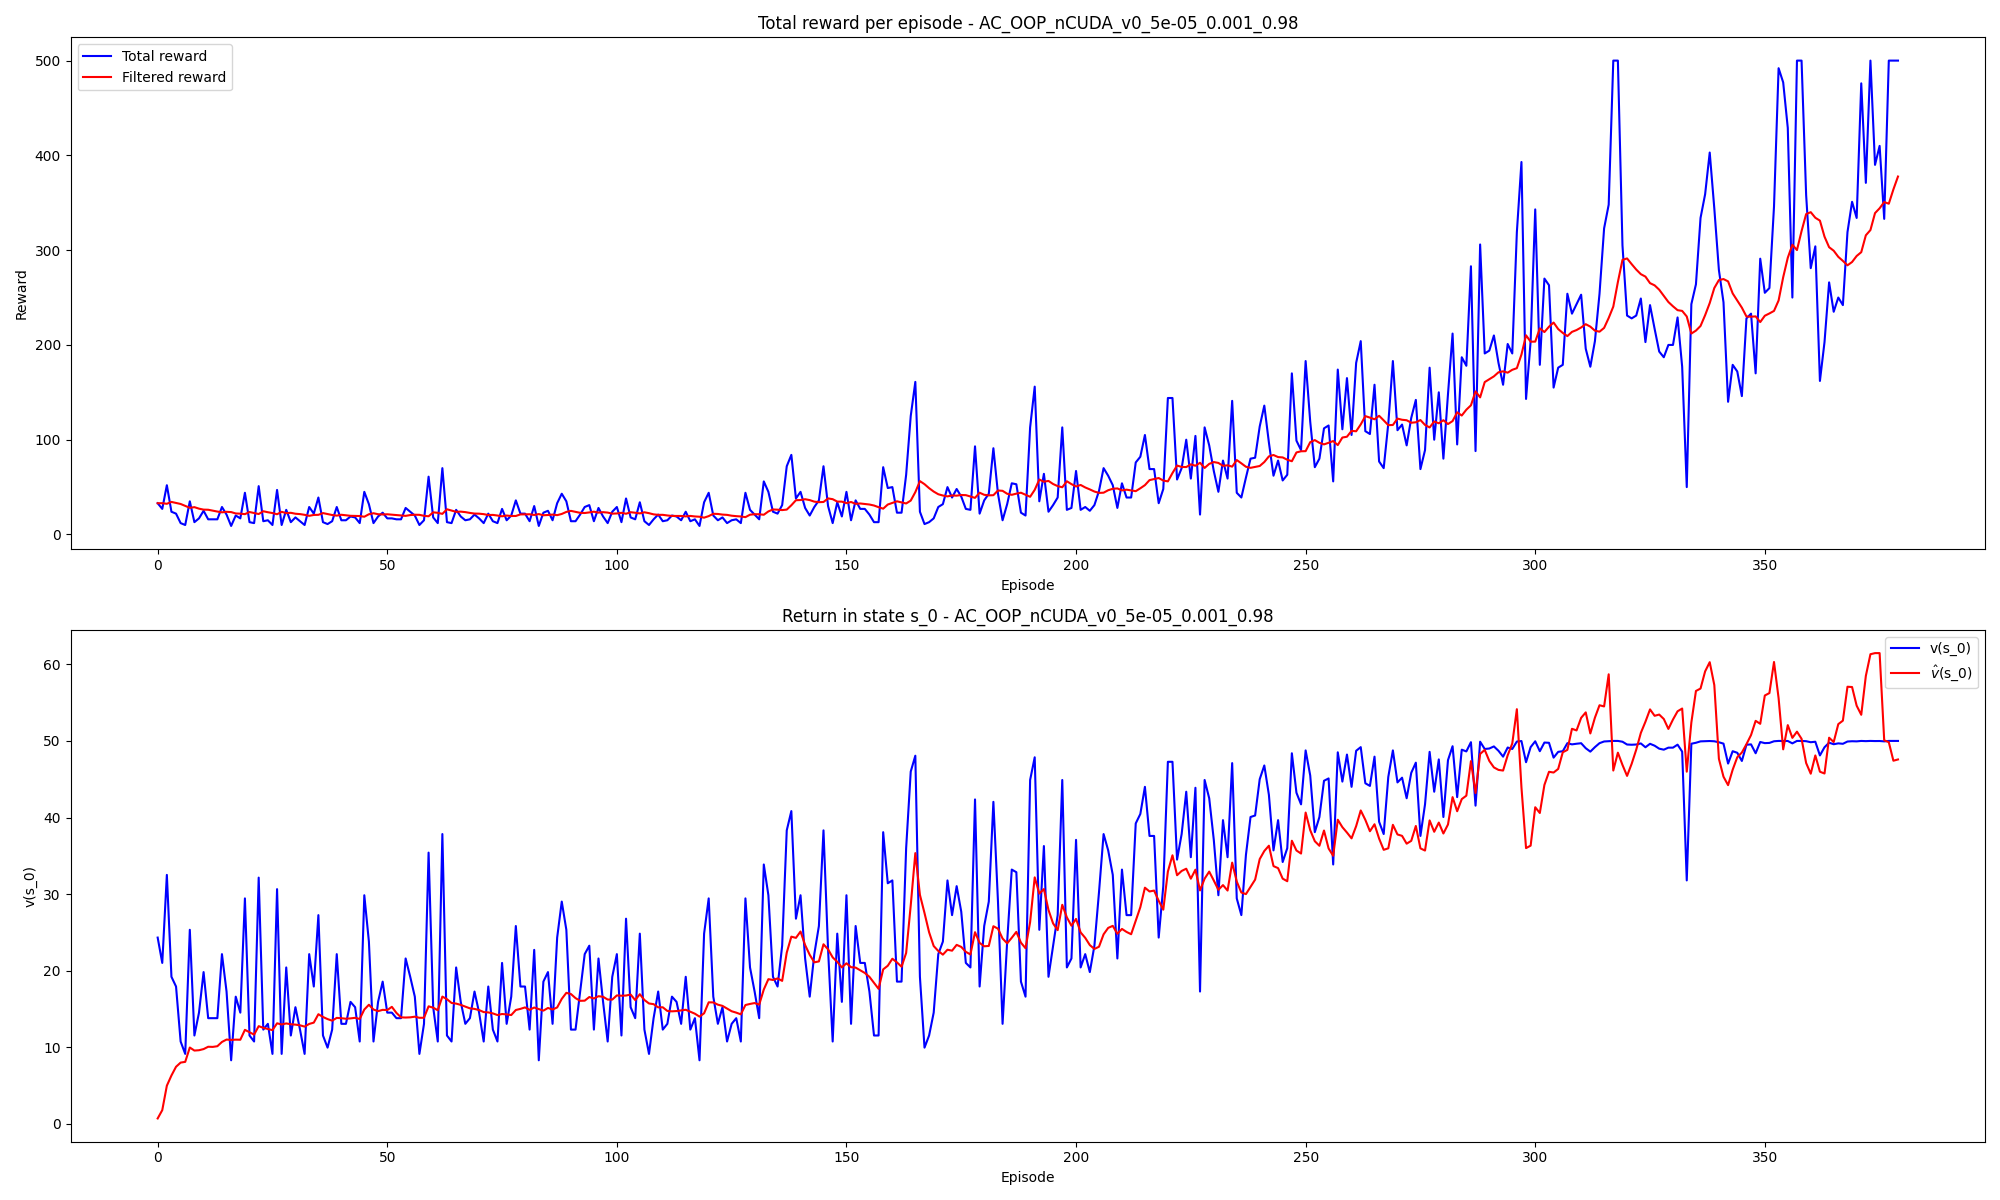 Total reward per episode - AC_OOP_nCUDA_v0_5e-05_0.001_0.98
Total reward
Filtered reward
Reward
500
400
300
200
100
0
0 50 100 150 200 250 300 350
Episode
Return in state s_0 - AC_OOP_nCUDA_v0_5e-05_0.001_0.98
v(s_0)
v̂(s_0)
v(s_0)
60
50
40
30
20
10
0
0 50 100 150 200 250 300 350
Episode